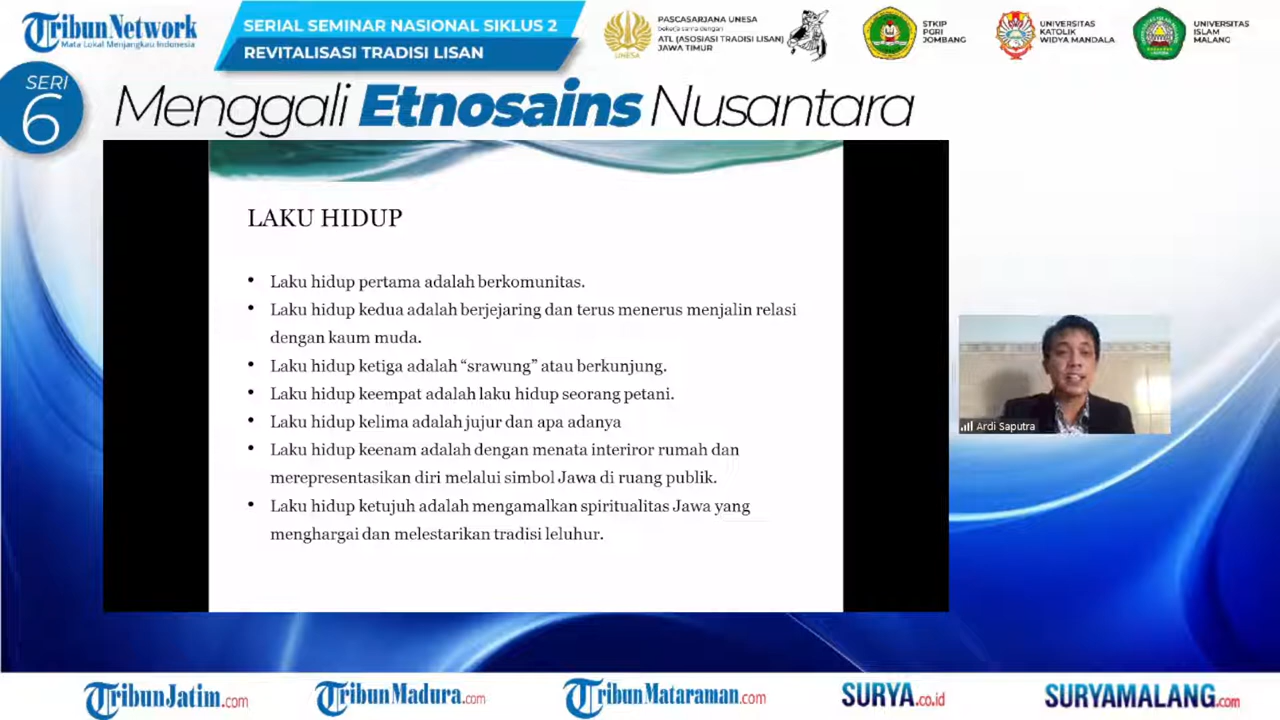 TribunNetwork
Mata Lokal Menjangkau Indonesia
SERIAL SEMINAR NASIONAL SIKLUS 2
REVITALISASI TRADISI LISAN
UNESA
PASCASARJANA UNESA
bekerja sama dengan
ATL (ASOSIASI TRADISI LISAN)
JAWA TIMUR
STKIP
PGRI
JOMBANG
UNIVERSITAS
KATOLIK
WIDYA MANDALA
UNIVERSITAS
ISLAM
MALANG
SERI
6
Menggali Etnosains Nusantara
LAKU HIDUP
• Laku hidup pertama adalah berkomunitas.
• Laku hidup kedua adalah berjejaring dan terus menerus menjalin relasi
dengan kaum muda.
• Laku hidup ketiga adalah “srawung” atau berkunjung.
• Laku hidup keempat adalah laku hidup seorang petani.
• Laku hidup kelima adalah jujur dan apa adanya
• Laku hidup keenam adalah dengan menata interiror rumah dan
merepresentasikan diri melalui simbol Jawa di ruang publik.
• Laku hidup ketujuh adalah mengamalkan spiritualitas Jawa yang
menghargai dan melestarikan tradisi leluhur.
Ardi Saputra
TribunJatim.com
TribunMadura.com
TribunMataraman.com
SURYA.co.id
SURYAMALANG.com